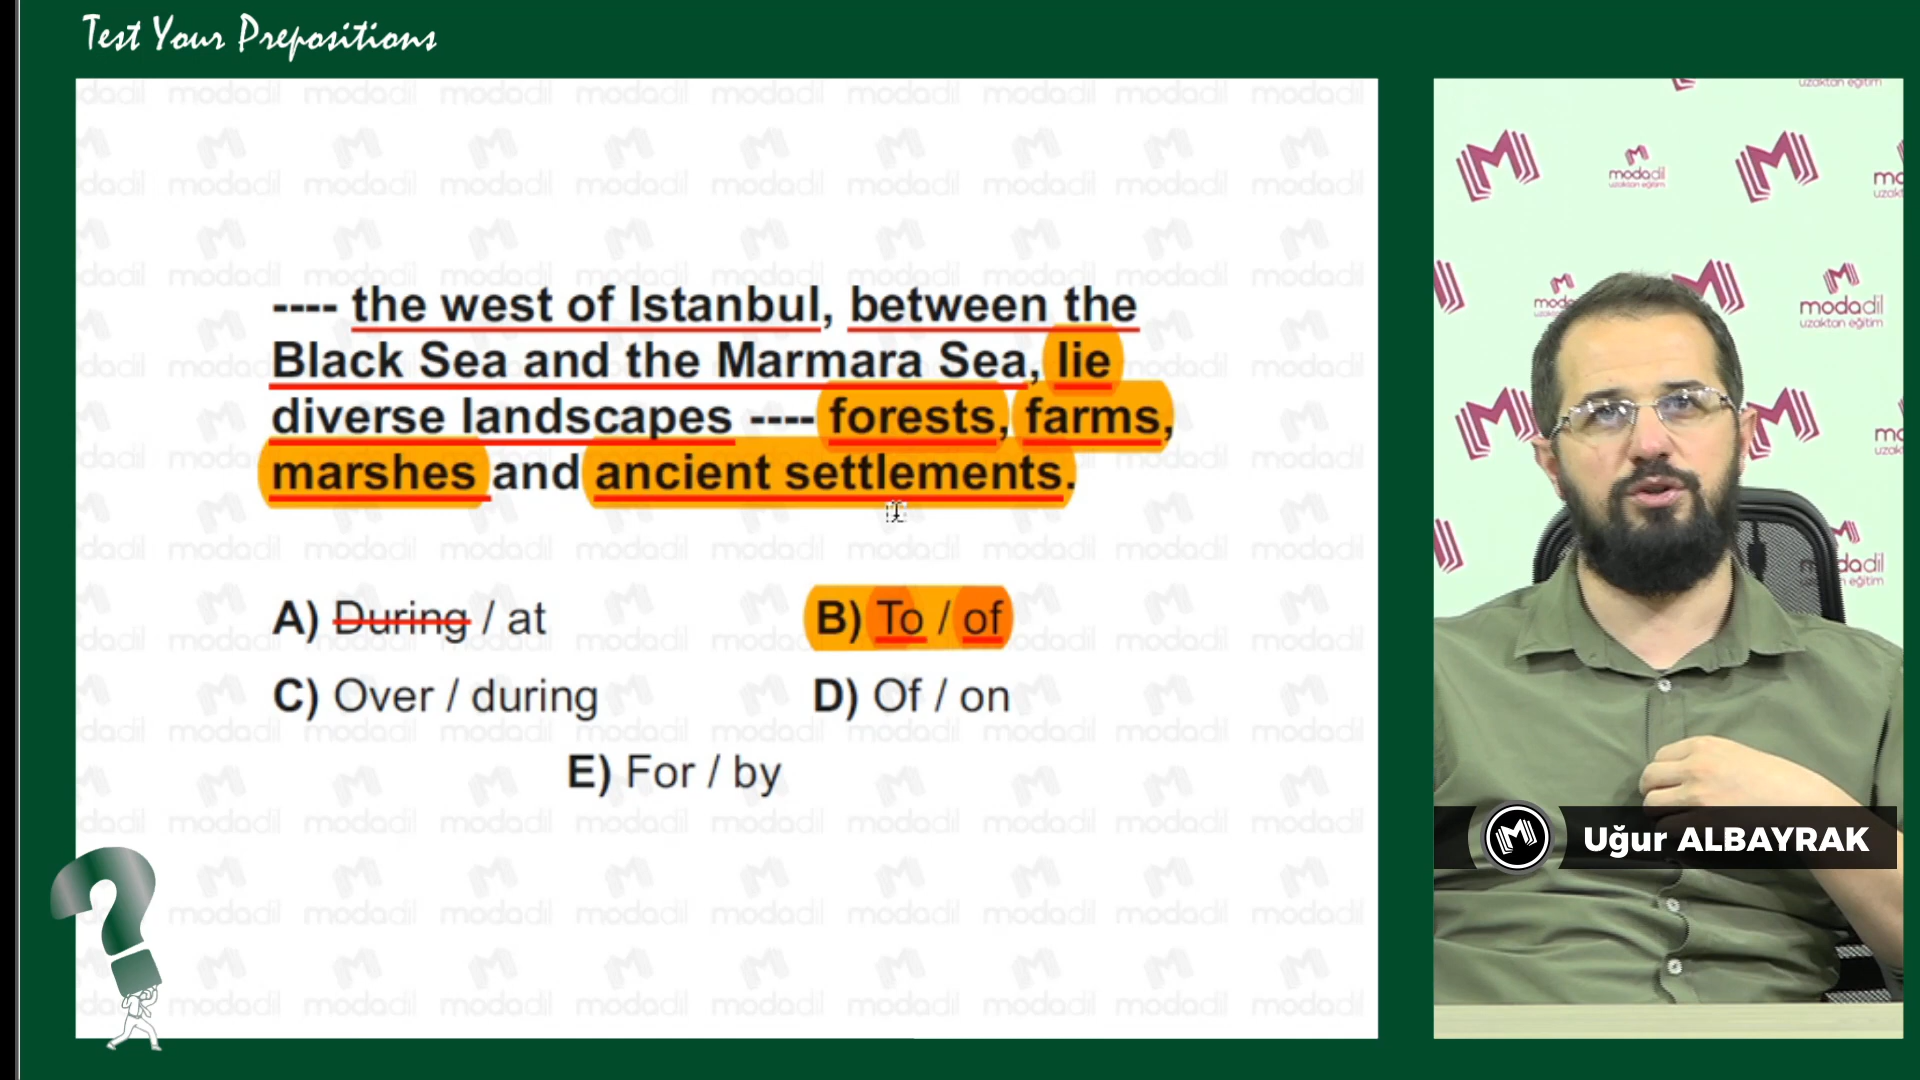 Test Your Prepositions
---- the west of Istanbul, between the
Black Sea and the Marmara Sea, lie
diverse landscapes ---- forests, farms,
marshes and ancient settlements.
A) During / at
B) To / of
C) Over / during
D) Of / on
E) For / by
modadil
uzaktan eğitim
Uğur ALBAYRAK